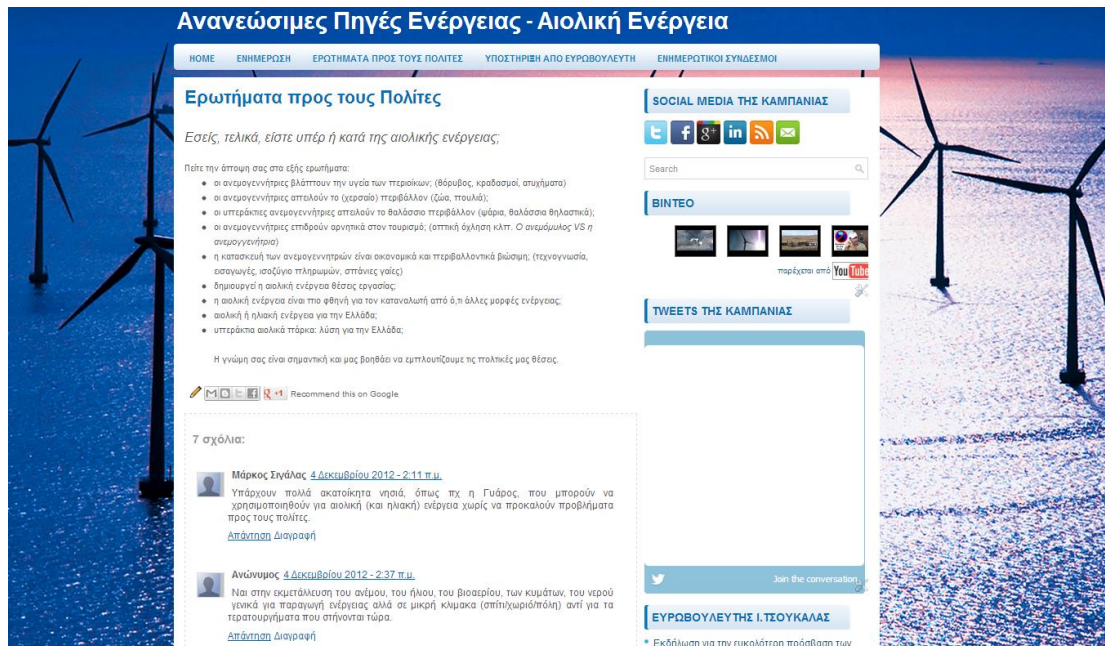 Ανανεώσιμες Πηγές Ενέργειας - Αιολική Ενέργεια
HOME ΕΝΗΜΕΡΩΣΗ ΕΡΩΤΗΜΑΤΑ ΠΡΟΣ ΤΟΥΣ ΠΟΛΙΤΕΣ ΥΠΟΣΤΗΡΙΞΗ ΑΠΟ ΕΥΡΩΒΟΥΛΕΥΤΗ ΕΝΗΜΕΡΩΤΙΚΟΙ ΣΥΝΔΕΣΜΟΙ
Ερωτήματα προς τους Πολίτες
Εσείς, τελικά, είστε υπέρ ή κατά της αιολικής ενέργειας;
Πείτε την άποψη σας στα εξής ερωτήματα:
οι ανεμογεννήτριες βλάπτουν την υγεία των περιοίκων; (θόρυβος, κραδασμοί, ατυχήματα)
οι ανεμογεννήτριες απειλούν το (χερσαίο) περιβάλλον (ζώα, πουλιά);
οι υπεράκτιες ανεμογεννήτριες απειλούν το θαλάσσιο περιβάλλον (ψάρια, θαλάσσια θηλαστικά);
οι ανεμογεννήτριες επιδρούν αρνητικά στον τουρισμό; (οπτική όχληση κλπ. Ο ανεμόμυλος VS η
ανεμογγενήτρια)
η κατασκευή των ανεμογεννητριών είναι οικονομικά και περιβαλλοντικά βιώσιμη; (τεχνογνωσία,
εισαγωγές, ισοζύγιο πληρωμών, σπάνιες γαίες)
δημιουργεί η αιολική ενέργεια θέσεις εργασίας;
η αιολική ενέργεια είναι πιο φθηνή για τον καταναλωτή από ό,τι άλλες μορφές ενέργειας;
αιολική ή ηλιακή ενέργεια για την Ελλάδα;
υπεράκτια αιολικά πάρκα: λύση για την Ελλάδα;
Η γνώμη σας είναι σημαντική και μας βοηθάει να εμπλουτίζουμε τις πολιτικές μας θέσεις.
+1 Recommend this on Google
7 σχόλια:
Μάρκος Σιγάλας 4 Δεκεμβρίου 2012 - 2:11 π.μ.
Υπάρχουν πολλά ακατοίκητα νησιά, όπως πχ η Γυάρος, που μπορούν να
χρησιμοποιηθούν για αιολική (και ηλιακή) ενέργεια χωρίς να προκαλούν προβλήματα
προς τους πολίτες.
Απάντηση Διαγραφή
Ανώνυμος 4 Δεκεμβρίου 2012 - 2:37 π.μ.
Ναι στην εκμετάλλευση του ανέμου, του ήλιου, του βιοαερίου, των κυμάτων, του νερού
γενικά για παραγωγή ενέργειας αλλά σε μικρή κλιμακα (σπίτι/χωριό/πόλη) αντί για τα
τερατουργήματα που στήνονται τώρα.
Απάντηση Διαγραφή
SOCIAL MEDIA ΤΗΣ ΚΑΜΠΑΝΙΑΣ
Search
ΒΙΝΤΕΟ
παρέχεται από YouTube
TWEETS ΤΗΣ ΚΑΜΠΑΝΙΑΣ
Join the conversation
ΕΥΡΩΒΟΥΛΕΥΤΗΣ Ι.ΤΣΟΥΚΑΛΑΣ
Εκδήλωση για την ευκολότερη πρόσβαση των